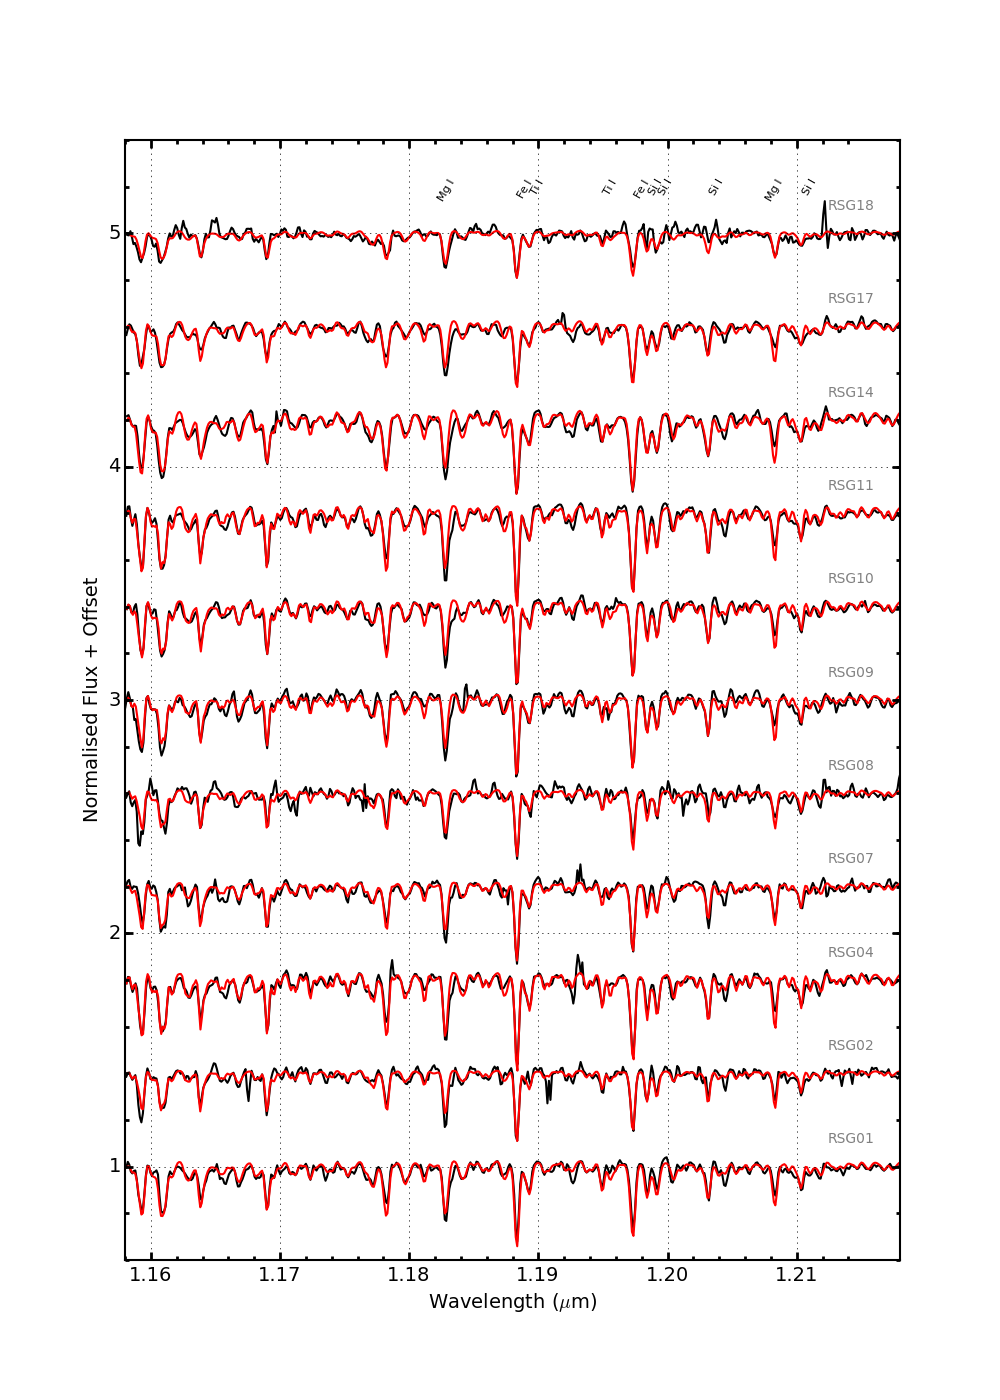 Mg I Fe I Ti I Ti I Fe I Si I Si I Si I Mg I Si I
RSG18
5
RSG17
RSG14
4
RSG11
RSG10
RSG09
3
RSG08
RSG07
2
RSG04
RSG02
RSG01
1
Normalised Flux + Offset
1.16 1.17 1.18 1.19 1.20 1.21
Wavelength (μm)